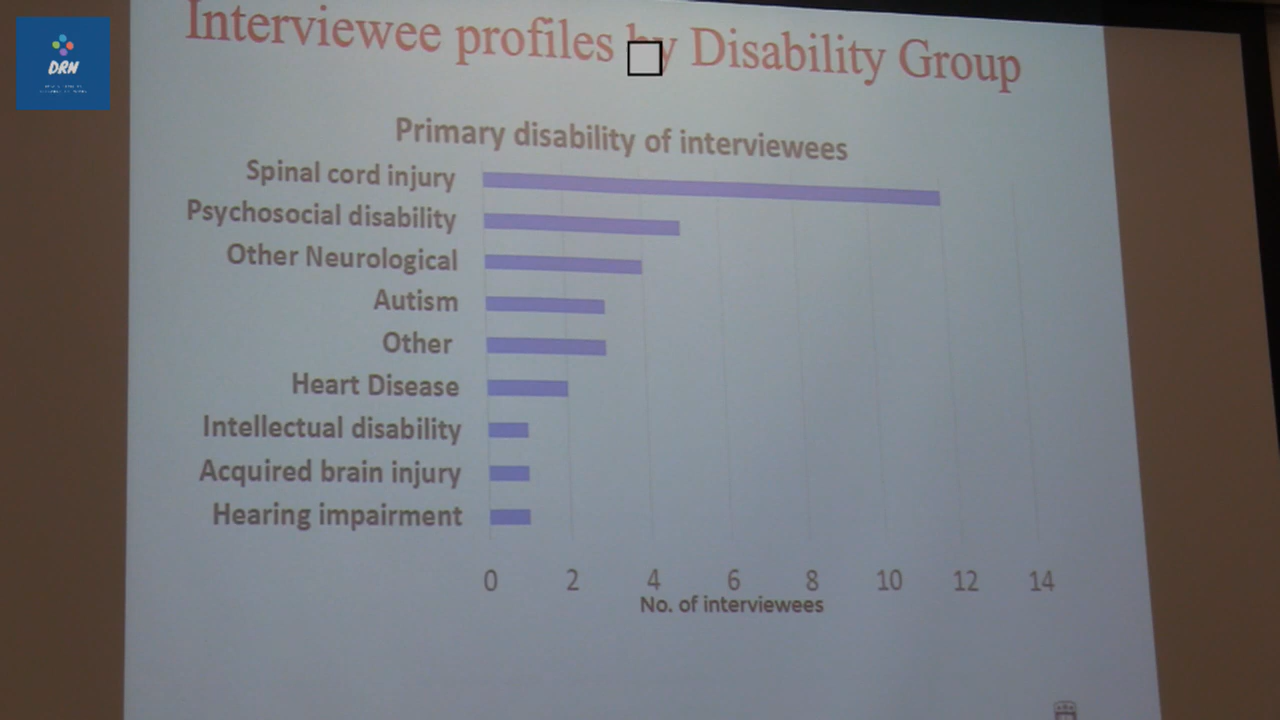 Interviewee profiles by Disability Group
DRN
Primary disability of interviewees
Spinal cord injury
Psychosocial disability
Other Neurological
Autism
Other
Heart Disease
Intellectual disability
Acquired brain injury
Hearing impairment
0 2 4 6 8 10 12 14
No. of interviewees